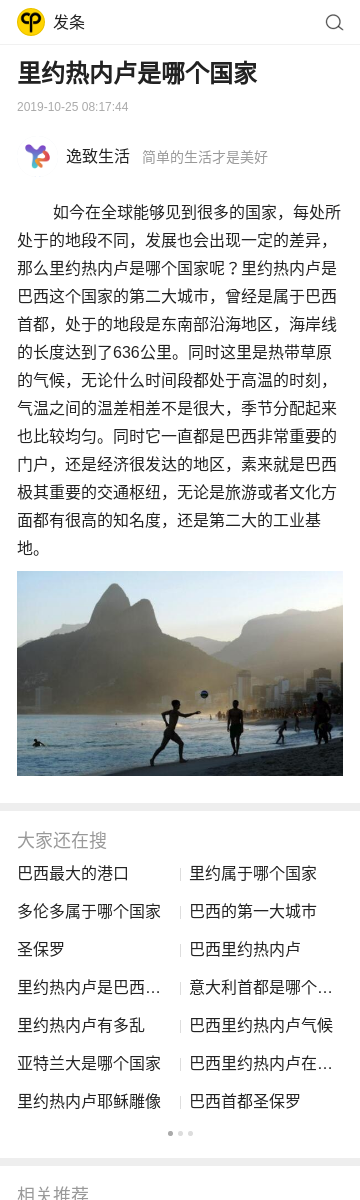 发条
里约热内卢是哪个国家
2019-10-25 08:17:44
逸致生活 简单的生活才是美好
如今在全球能够见到很多的国家，每处所
处于的地段不同，发展也会出现一定的差异，
那么里约热内卢是哪个国家呢？里约热内卢是
巴西这个国家的第二大城市，曾经是属于巴西
首都，处于的地段是东南部沿海地区，海岸线
的长度达到了636公里。同时这里是热带草原
的气候，无论什么时间段都处于高温的时刻，
气温之间的温差相差不是很大，季节分配起来
也比较均匀。同时它一直都是巴西非常重要的
门户，还是经济很发达的地区，素来就是巴西
极其重要的交通枢纽，无论是旅游或者文化方
面都有很高的知名度，还是第二大的工业基
地。
大家还在搜
巴西最大的港口 里约属于哪个国家
多伦多属于哪个国家 巴西的第一大城市
圣保罗 巴西里约热内卢
里约热内卢是巴西... 意大利首都是哪个...
里约热内卢有多乱 巴西里约热内卢气候
亚特兰大是哪个国家 巴西里约热内卢在...
里约热内卢耶稣雕像 巴西首都圣保罗
相关推荐